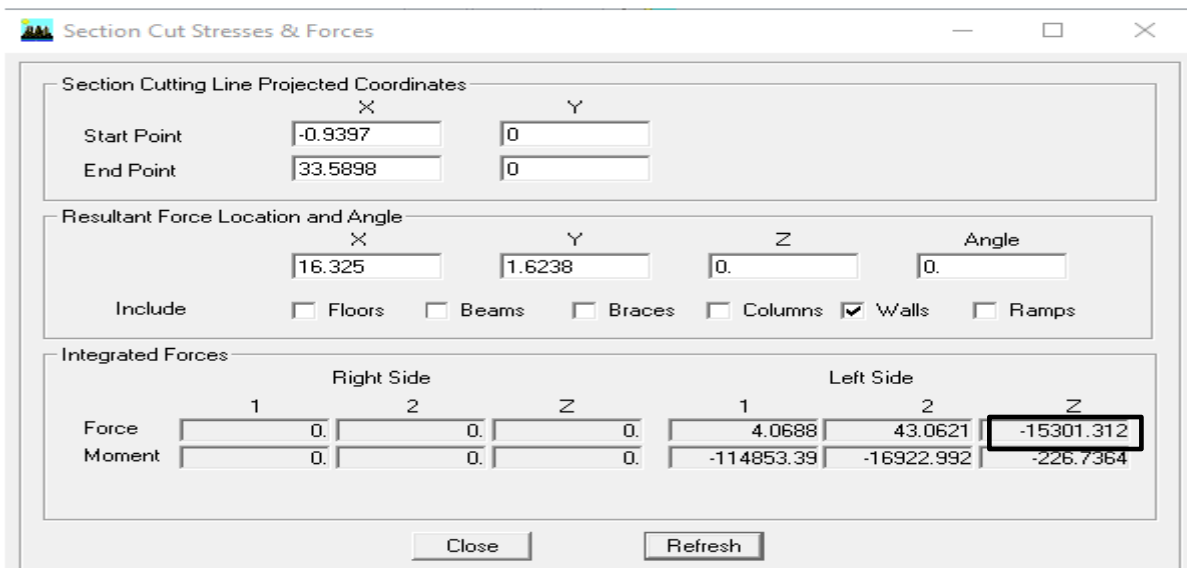 Section Cut Stresses & Forces
Section Cutting Line Projected Coordinates
X Y
Start Point -0.9397 0
End Point 33.5898 0
Resultant Force Location and Angle
X Y Z Angle
16.325 1.6238 0. 0.
Include Floors Beams Braces Columns Walls Ramps
Integrated Forces
Right Side Left Side
1 2 Z 1 2 Z
Force 0. 0. 0. 4.0688 43.0621 -15301.312
Moment 0. 0. 0. -114853.39 -16922.992 -226.7364
Close Refresh